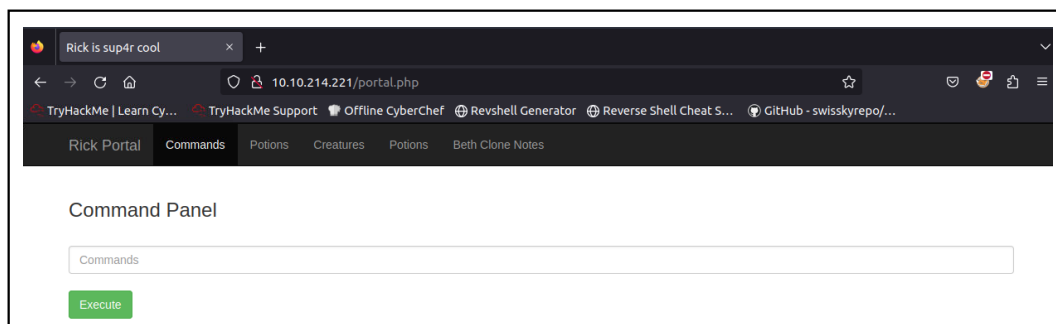 Rick is sup4r cool × +
10.10.214.221/portal.php
TryHackMe | Learn Cy... TryHackMe Support Offline CyberChef Revshell Generator Reverse Shell Cheat S... GitHub - swisskyrepo/...
Rick Portal Commands Potions Creatures Potions Beth Clone Notes
Command Panel
Commands
Execute